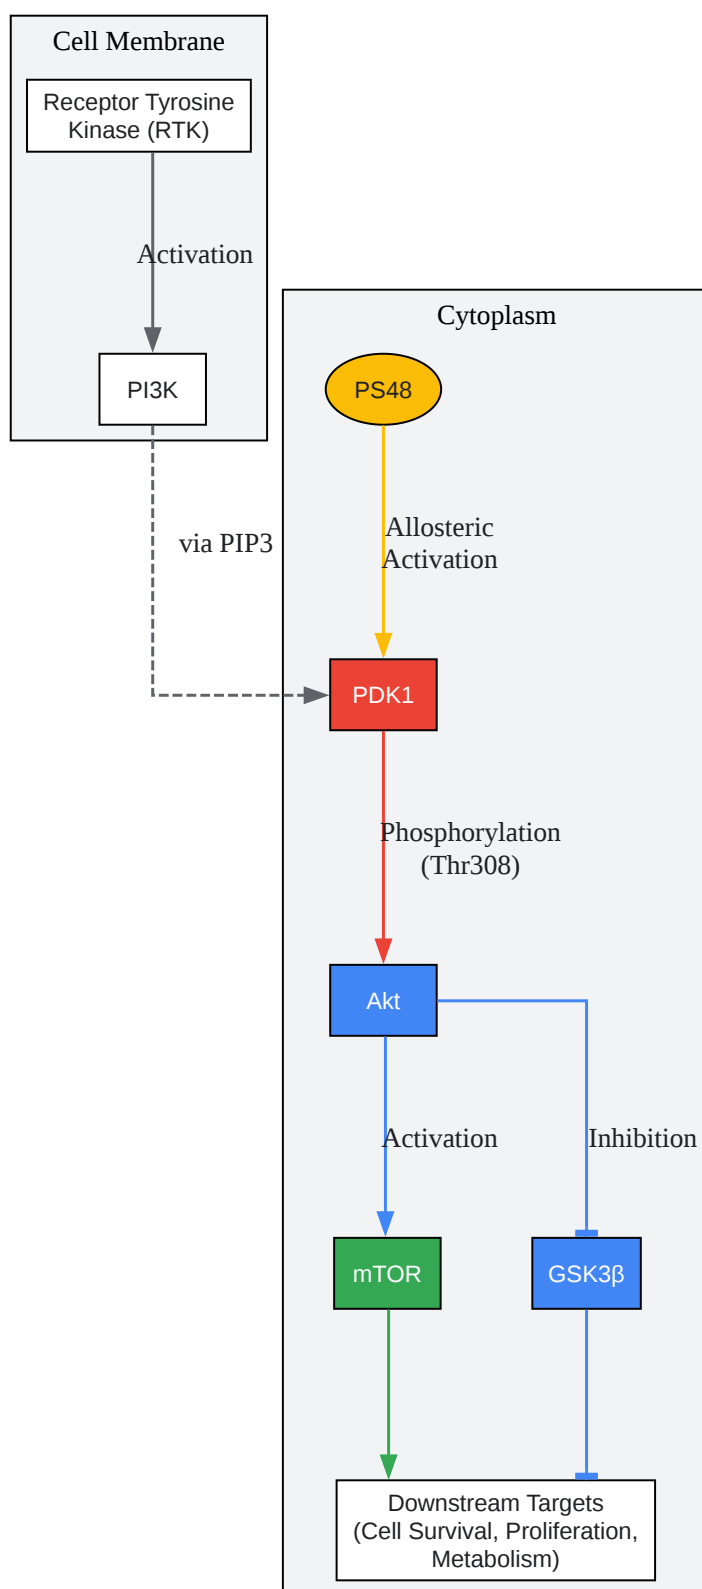 Cell Membrane
Receptor Tyrosine
Kinase (RTK)
Activation
PI3K
via PIP3
Cytoplasm
PS48
Allosteric
Activation
PDK1
Phosphorylation
(Thr308)
Akt
Activation
Inhibition
mTOR
GSK3β
Downstream Targets
(Cell Survival, Proliferation,
Metabolism)